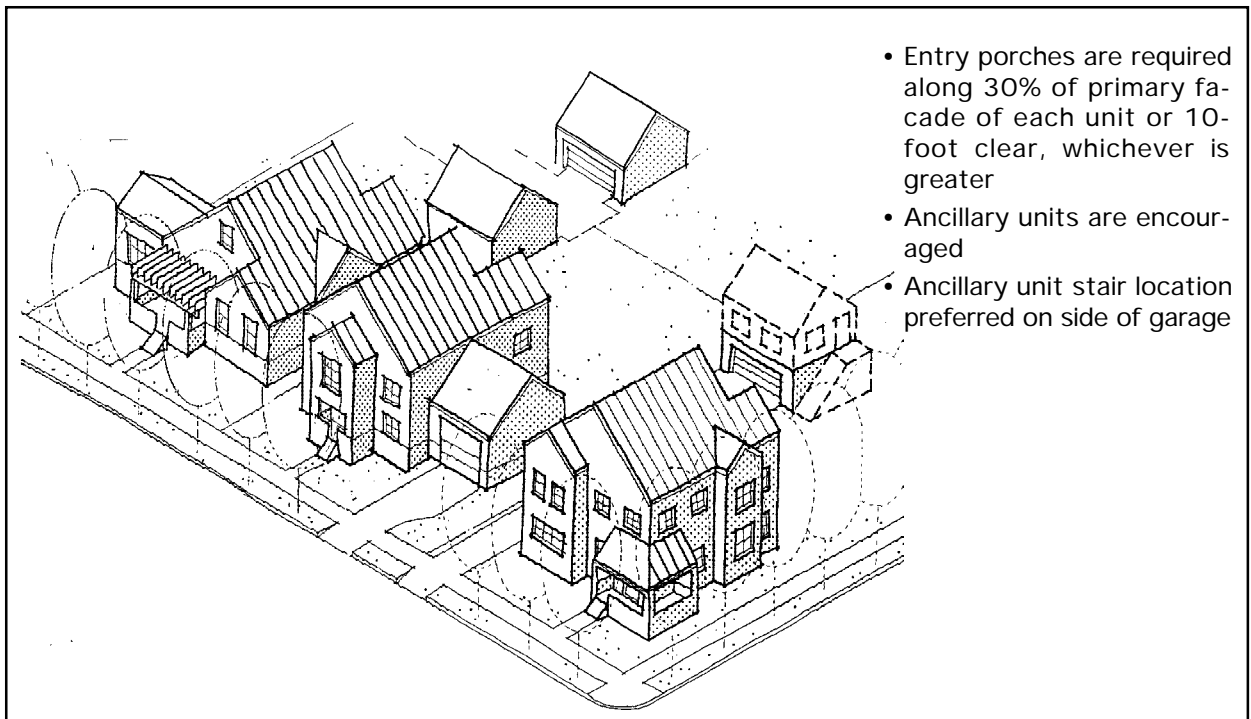 • Entry porches are required
along 30% of primary fa-
cade of each unit or 10-
foot clear, whichever is
greater
• Ancillary units are encour-
aged
• Ancillary unit stair location
preferred on side of garage